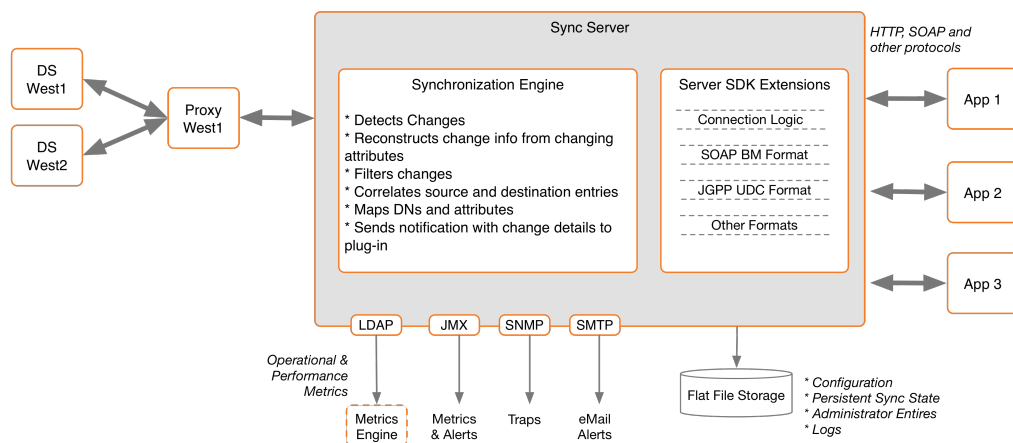 Sync Server
HTTP, SOAP and
other protocols
DS
West1
DS
West2
Proxy
West1
Synchronization Engine
* Detects Changes
* Reconstructs change info from changing
attributes
* Filters changes
* Correlates source and destination entries
* Maps DNs and attributes
* Sends notification with change details to
plug-in
Server SDK Extensions
Connection Logic
SOAP BM Format
JGPP UDC Format
Other Formats
App 1
App 2
App 3
LDAP
JMX
SNMP
SMTP
Operational &
Performance
Metrics
Metrics
Engine
Metrics
& Alerts
Traps
eMail
Alerts
Flat File Storage
* Configuration
* Persistent Sync State
* Administrator Entires
* Logs